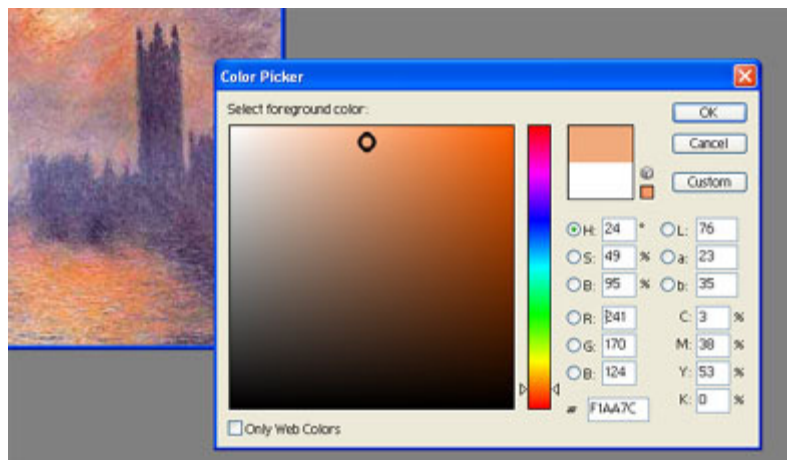 Color Picker
Select foreground color:
OK
Cancel
Custom
H: 24 °
L: 76
S: 49 %
a: 23
B: 95 %
b: 35
R: 241
C: 3 %
G: 170
M: 38 %
B: 124
Y: 53 %
# F1AA7C
K: 0 %
Only Web Colors